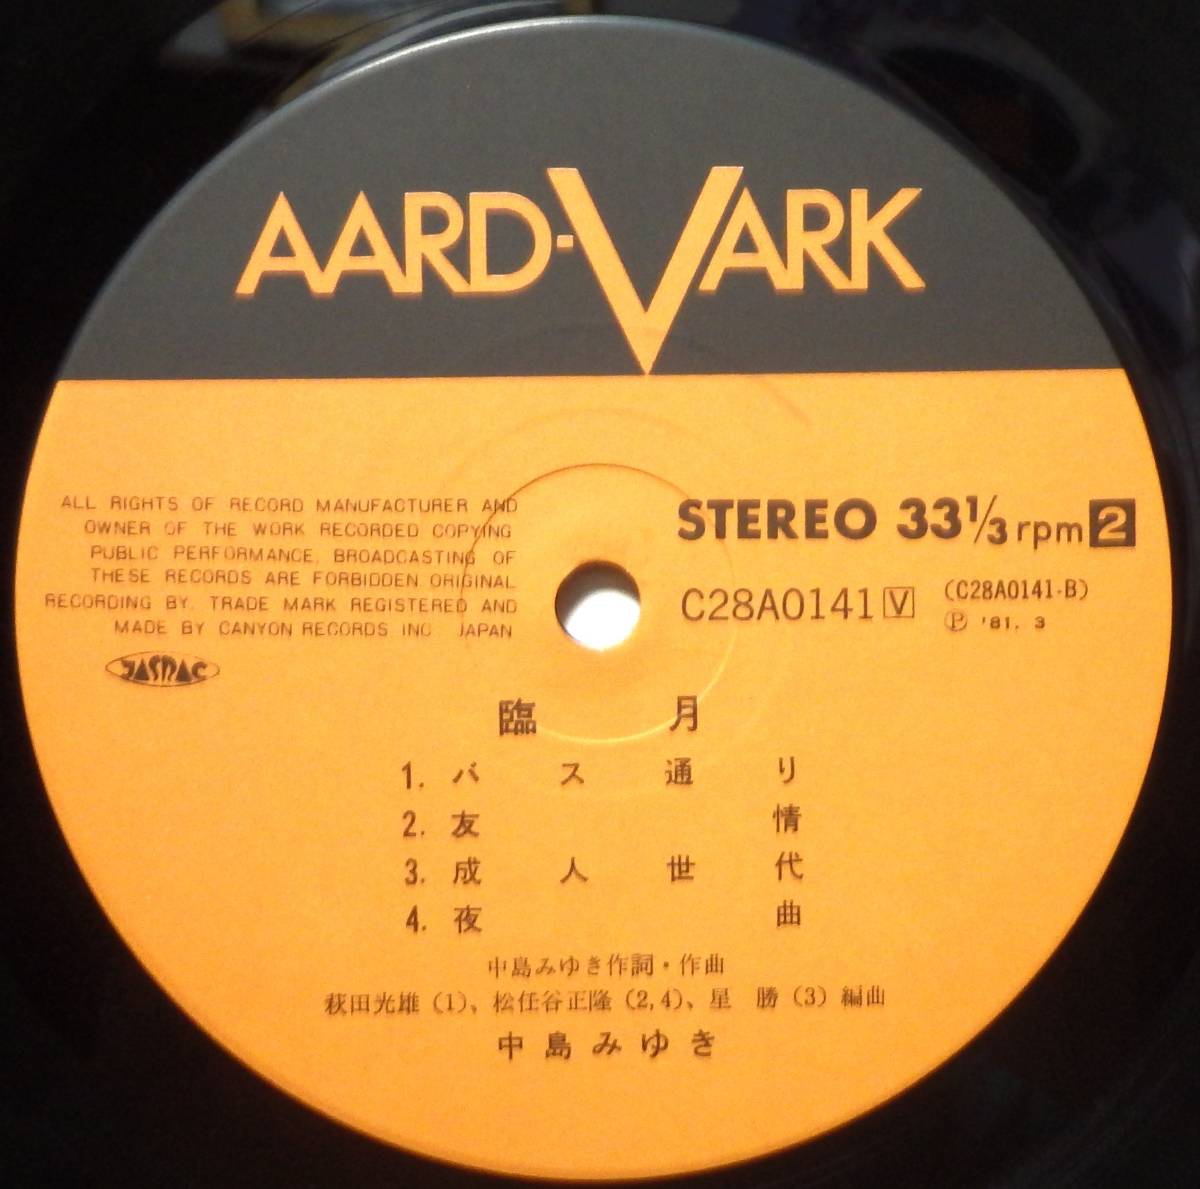 AARD-VARK
ALL RIGHTS OF RECORD MANUFACTURER AND
OWNER OF THE WORK RECORDED COPYING
PUBLIC PERFORMANCE, BROADCASTING OF
THESE RECORDS ARE FORBIDDEN. ORIGINAL
RECORDING BY. TRADE MARK REGISTERED AND
MADE BY CANYON RECORDS INC JAPAN
JASRAC
STEREO 33⅓ rpm 2
C28A0141 V (C28A0141-B)
Ⓟ '81. 3
臨月
1. バス通り
2. 友情
3. 成人世代
4. 夜曲
中島みゆき作詞・作曲
萩田光雄(1)、松任谷正隆(2,4)、星 勝(3)編曲
中島みゆき